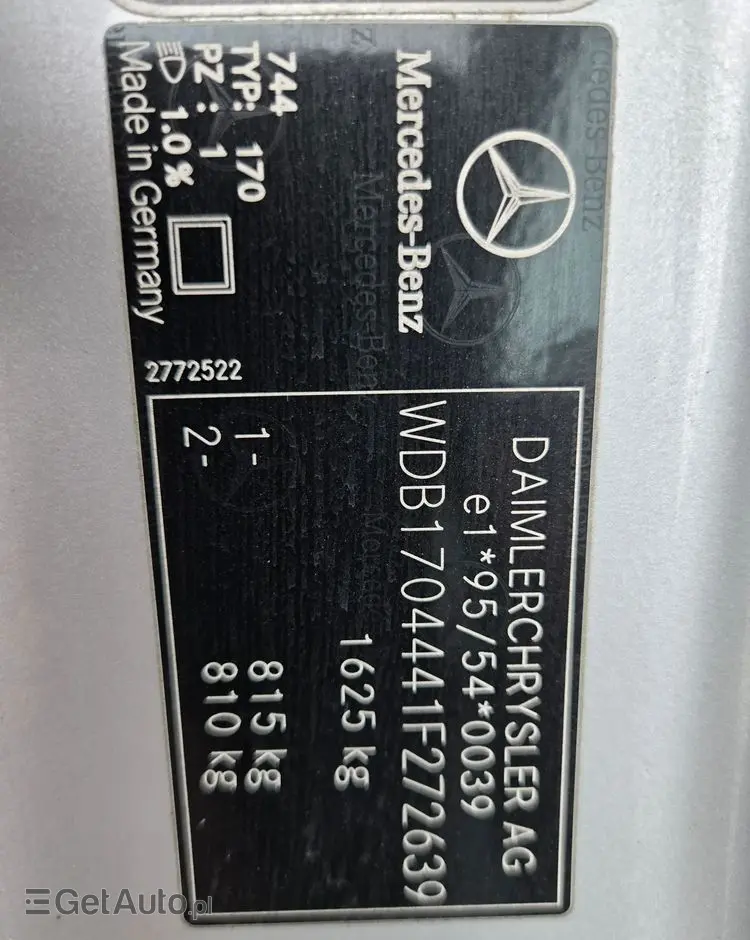 Mercedes-Benz
744
TYP: 170
PZ: 1
1.0 %
Made in Germany
2772522
DAIMLERCHRYSLER AG
e1*95/54*0039
WDB1704441F272639
1625 kg
1- 815 kg
2- 810 kg
GetAuto.pl